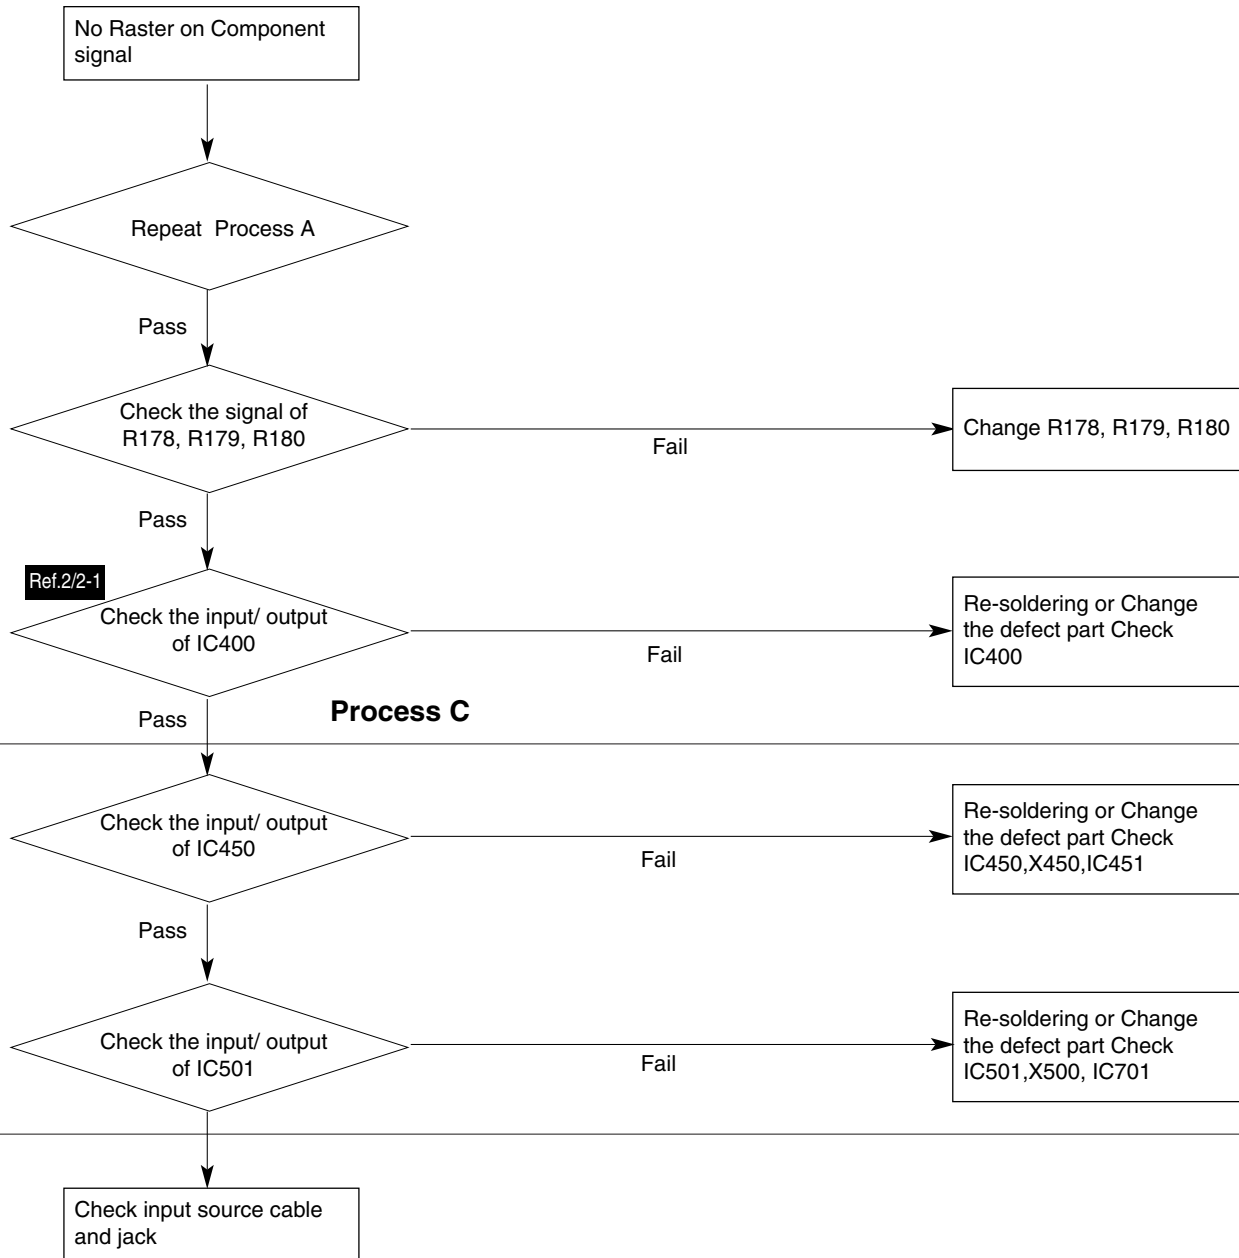 No Raster on Component
signal
Repeat Process A
Pass
Check the signal of
R178, R179, R180
Fail
Change R178, R179, R180
Pass
Ref.2/2-1
Check the input/ output
of IC400
Fail
Re-soldering or Change
the defect part Check
IC400
Pass
Process C
Check the input/ output
of IC450
Fail
Re-soldering or Change
the defect part Check
IC450,X450,IC451
Pass
Check the input/ output
of IC501
Fail
Re-soldering or Change
the defect part Check
IC501,X500, IC701
Check input source cable
and jack